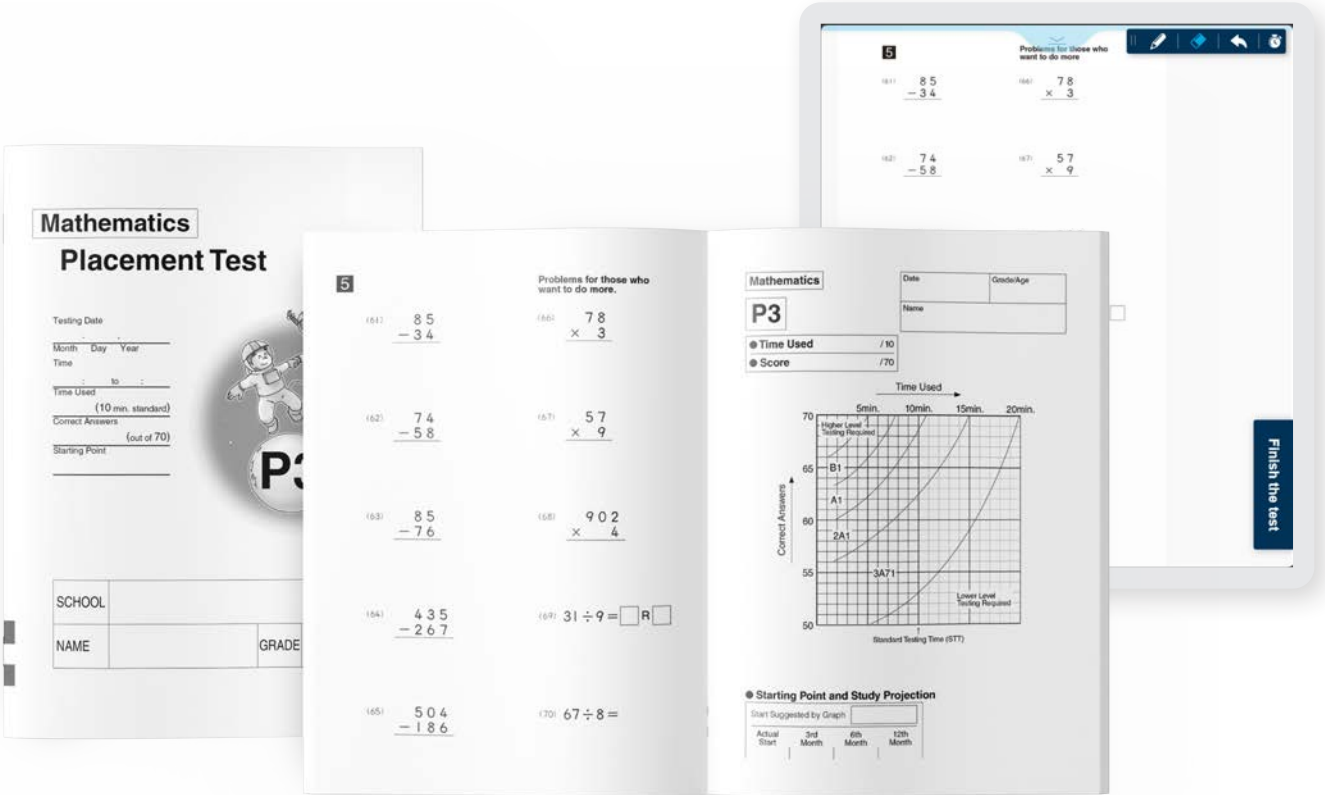 Mathematics
Placement Test
Testing Date
Month Day Year
Time
: to :
Time Used
(10 min. standard)
Correct Answers
(out of 70)
Starting Point
P3
SCHOOL
NAME
GRADE
5
Problems for those who
want to do more.
(61) 85
−34
(66) 78
× 3
(62) 74
−58
(67) 57
× 9
(63) 85
−76
(68) 902
× 4
(64) 435
−267
(69) 31÷9=□R□
(65) 504
−186
(70) 67÷8=
Mathematics
Date
Grade/Age
P3
Name
Time Used /10
Score /70
Time Used
5min. 10min. 15min. 20min.
70
Higher Level
Testing Required
65
B1
A1
60
2A1
55
3A71
Lower Level
Testing Required
50
Correct Answers
Standard Testing Time (STT)
Starting Point and Study Projection
Start Suggested by Graph
Actual
Start
3rd
Month
6th
Month
12th
Month
5
Problems for those who
want to do more
(61) 85
−34
(66) 78
× 3
(62) 74
−58
(67) 57
× 9
Finish the test